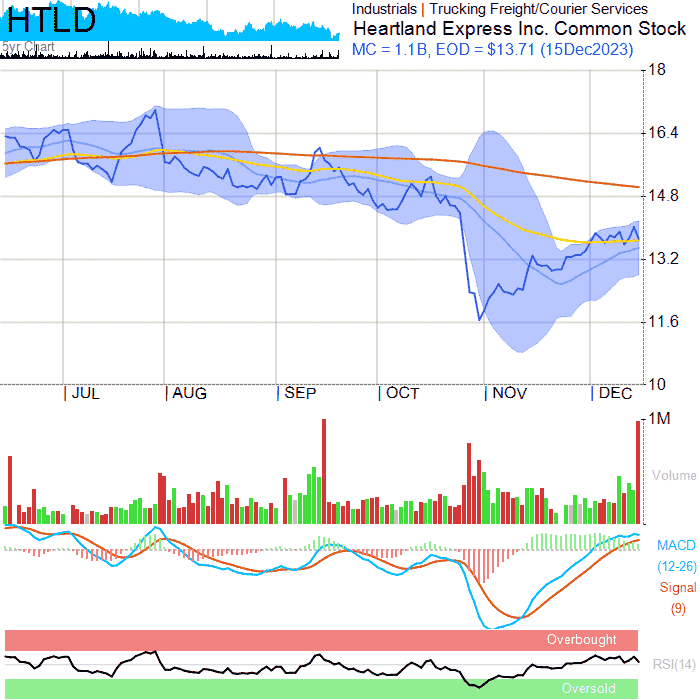 HTLD
5yr Chart
Industrials | Trucking Freight/Courier Services
Heartland Express Inc. Common Stock
MC = 1.1B, EOD = $13.71 (15Dec2023)
18
16.4
14.8
13.2
11.6
10
JUL
AUG
SEP
OCT
NOV
DEC
1M
Volume
MACD
(12-26)
Signal
(9)
Overbought
RSI(14)
Oversold